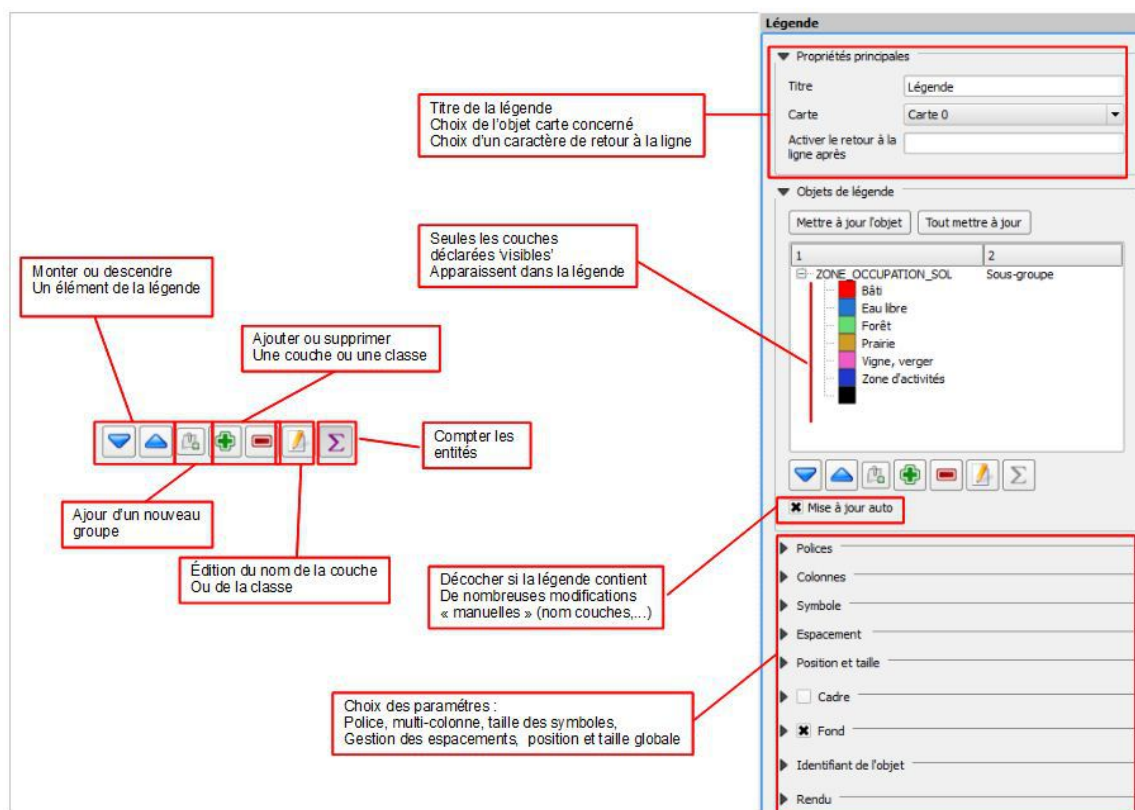 Légende
Propriétés principales
Titre
Légende
Carte
Carte 0
Activer le retour à la
ligne après
Titre de la légende
Choix de l'objet carte concerné
Choix d'un caractère de retour à la ligne
Objets de légende
Mettre à jour l'objet
Tout mettre à jour
1
2
ZONE_OCCUPATION_SOL
Sous-groupe
Bâti
Eau libre
Forêt
Prairie
Vigne, verger
Zone d'activités
Seules les couches
déclarées 'visibles'
Apparaissent dans la légende
Monter ou descendre
Un élément de la légende
Ajouter ou supprimer
Une couche ou une classe
Σ
Compter les
entités
Ajour d'un nouveau
groupe
Édition du nom de la couche
Ou de la classe
Σ
Mise à jour auto
Décocher si la légende contient
De nombreuses modifications
« manuelles » (nom couches,...)
Polices
Colonnes
Symbole
Espacement
Position et taille
Cadre
Fond
Identifiant de l'objet
Rendu
Choix des paramétres :
Police, multi-colonne, taille des symboles,
Gestion des espacements, position et taille globale